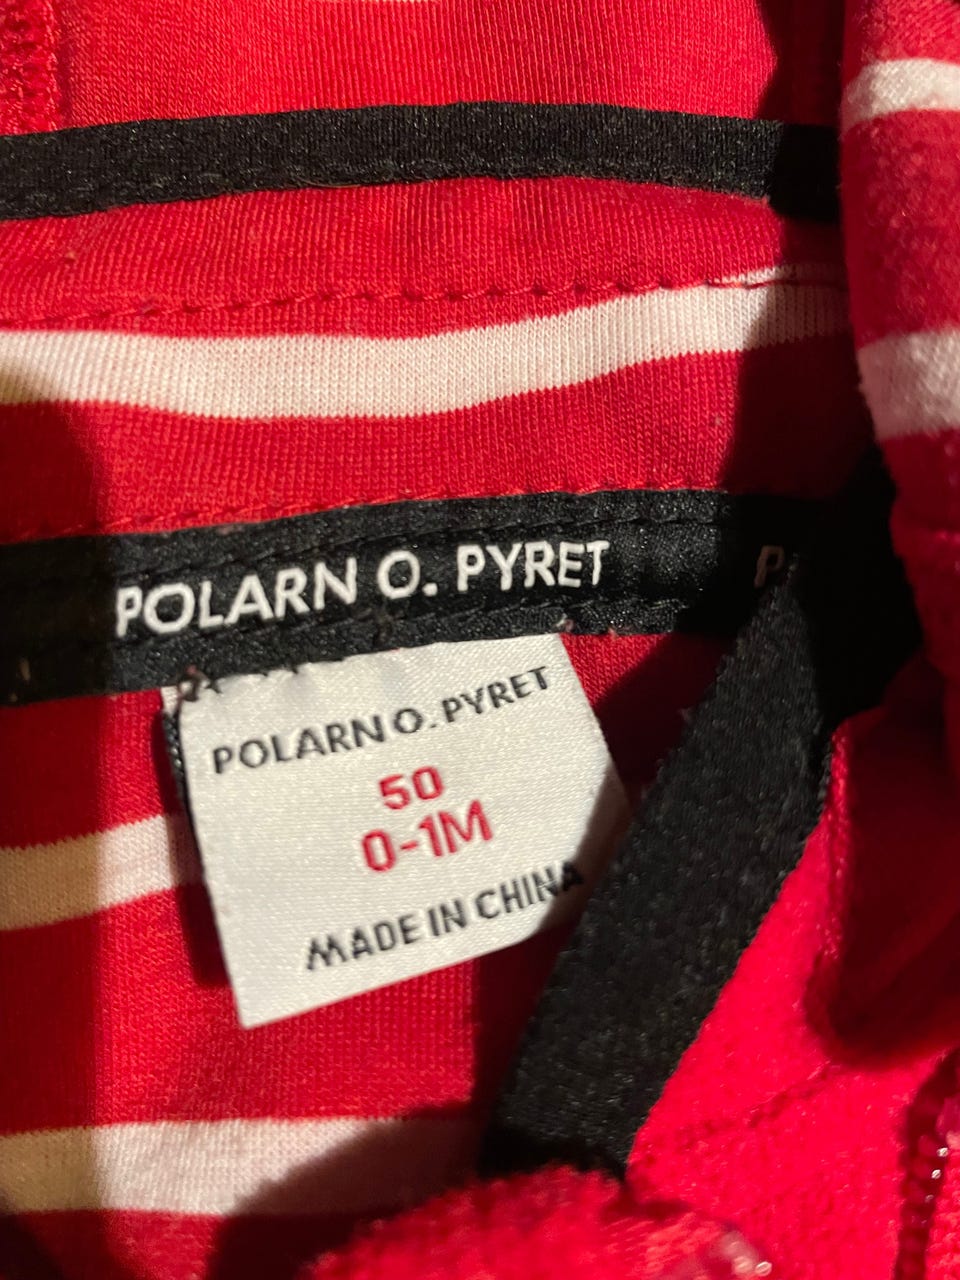 POLARN O. PYRET
POLARN O. PYRET
50
0-1M
MADE IN CHINA